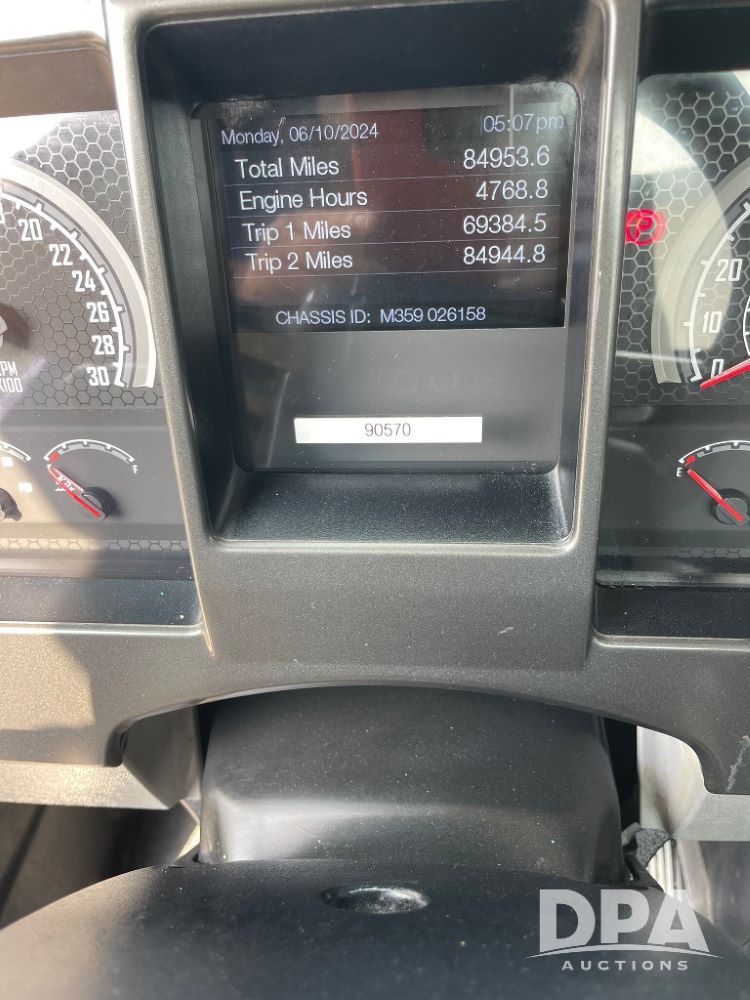 Monday, 06/10/2024 05:07pm
Total Miles 84953.6
Engine Hours 4768.8
Trip 1 Miles 69384.5
Trip 2 Miles 84944.8
CHASSIS ID: M359 026158
90570
20
22
24
26
28
30
X100
20
10
0
E
E
P
DPA
AUCTIONS